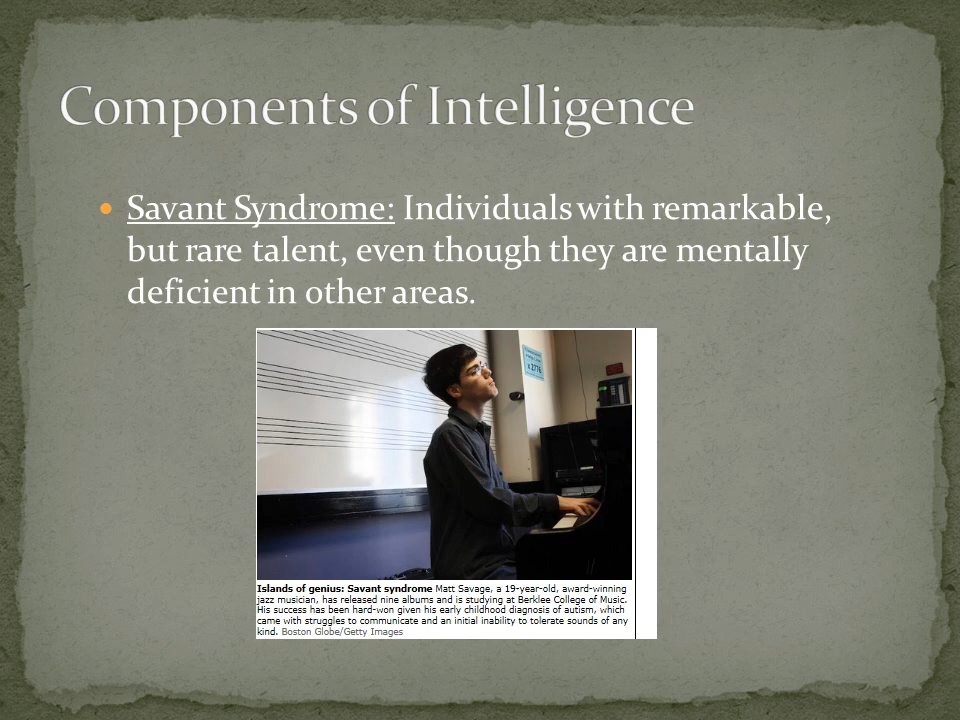 Components of Intelligence
Savant Syndrome: Individuals with remarkable,
but rare talent, even though they are mentally
deficient in other areas.
x 2776
Islands of genius: Savant syndrome Matt Savage, a 19-year-old, award-winning
jazz musician, has released nine albums and is studying at Berklee College of Music.
His success has been hard-won given his early childhood diagnosis of autism, which
came with struggles to communicate and an initial inability to tolerate sounds of any
kind. Boston Globe/Getty Images